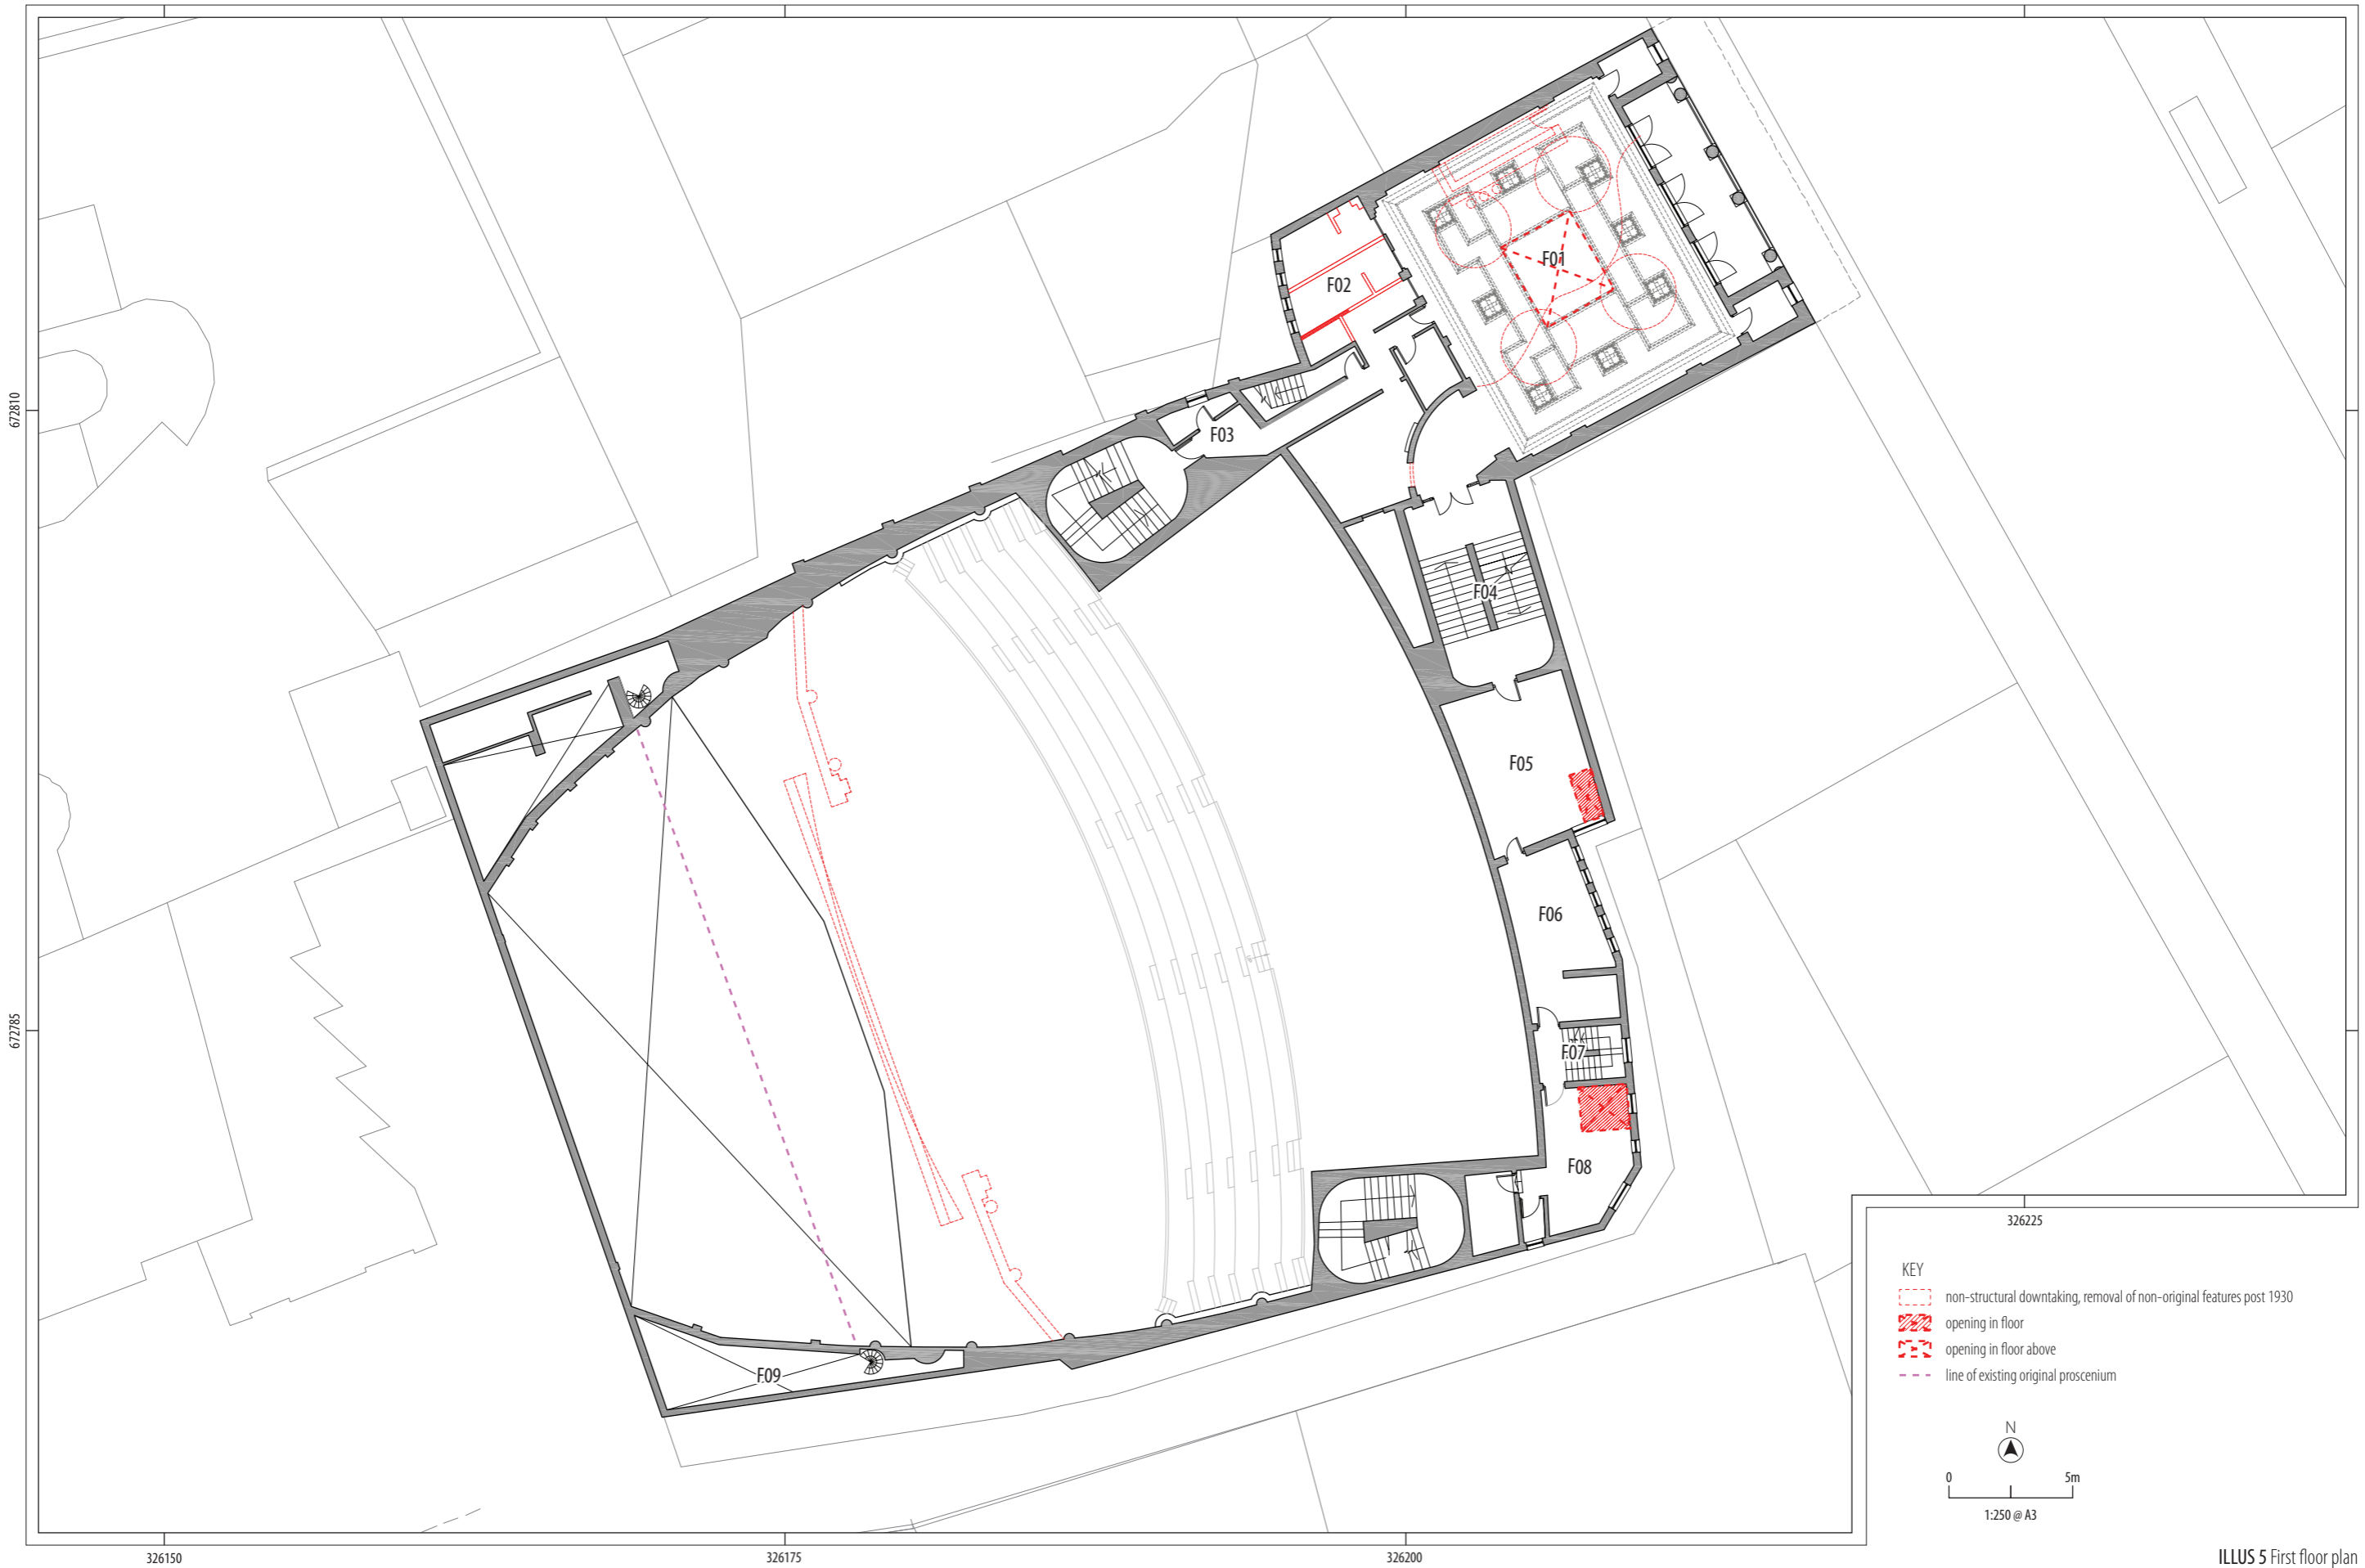 F01
F02
672810
F03
F04
F05
F06
672785
F07
F08
F09
326225
KEY
non-structural downtaking, removal of non-original features post 1930
opening in floor
opening in floor above
line of existing original proscenium
N
0 5m
1:250 @ A3
326150 326175 326200
ILLUS 5 First floor plan